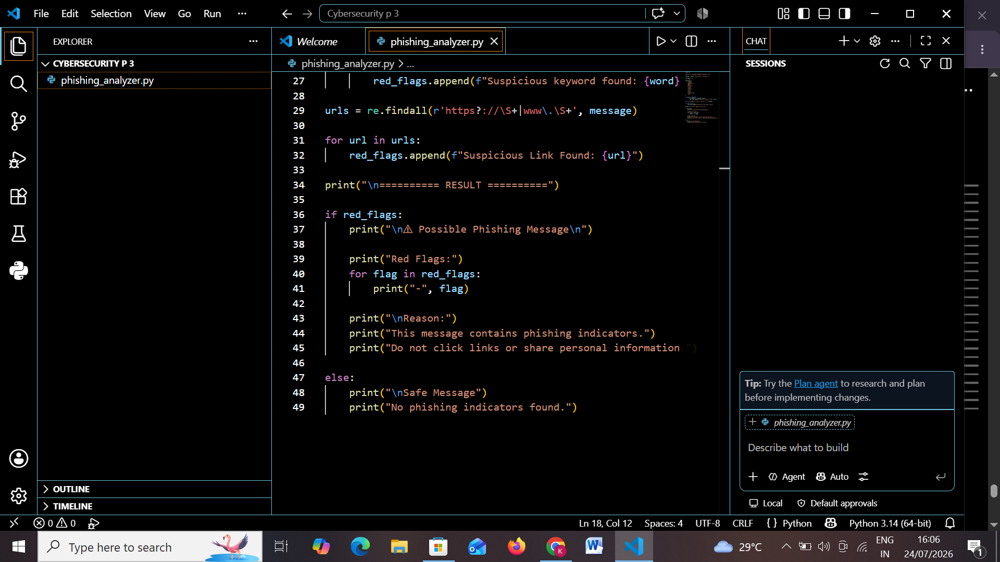 File Edit Selection View Go Run ···
Cybersecurity p 3
EXPLORER
Welcome
phishing_analyzer.py
CHAT
CYBERSECURITY P 3
phishing_analyzer.py
phishing_analyzer.py > ...
SESSIONS
27 red_flags.append(f"Suspicious keyword found: {word}"
28
29 urls = re.findall(r'https?://\S+|www\.\S+', message)
30
31 for url in urls:
32 red_flags.append(f"Suspicious Link Found: {url}")
33
34 print("\n========== RESULT ==========")
35
36 if red_flags:
37 print("\n⚠ Possible Phishing Message\n")
38
39 print("Red Flags:")
40 for flag in red_flags:
41 print("-", flag)
42
43 print("\nReason:")
44 print("This message contains phishing indicators.")
45 print("Do not click links or share personal information.")
46
47 else:
48 print("\nSafe Message")
49 print("No phishing indicators found.")
Tip: Try the Plan agent to research and plan
before implementing changes.
phishing_analyzer.py
Describe what to build
Agent Auto
Local Default approvals
OUTLINE
TIMELINE
0 0
Ln 18, Col 12 Spaces: 4 UTF-8 CRLF { } Python Python 3.14 (64-bit)
Type here to search
29°C
ENG
IN
16:06
24/07/2026
1